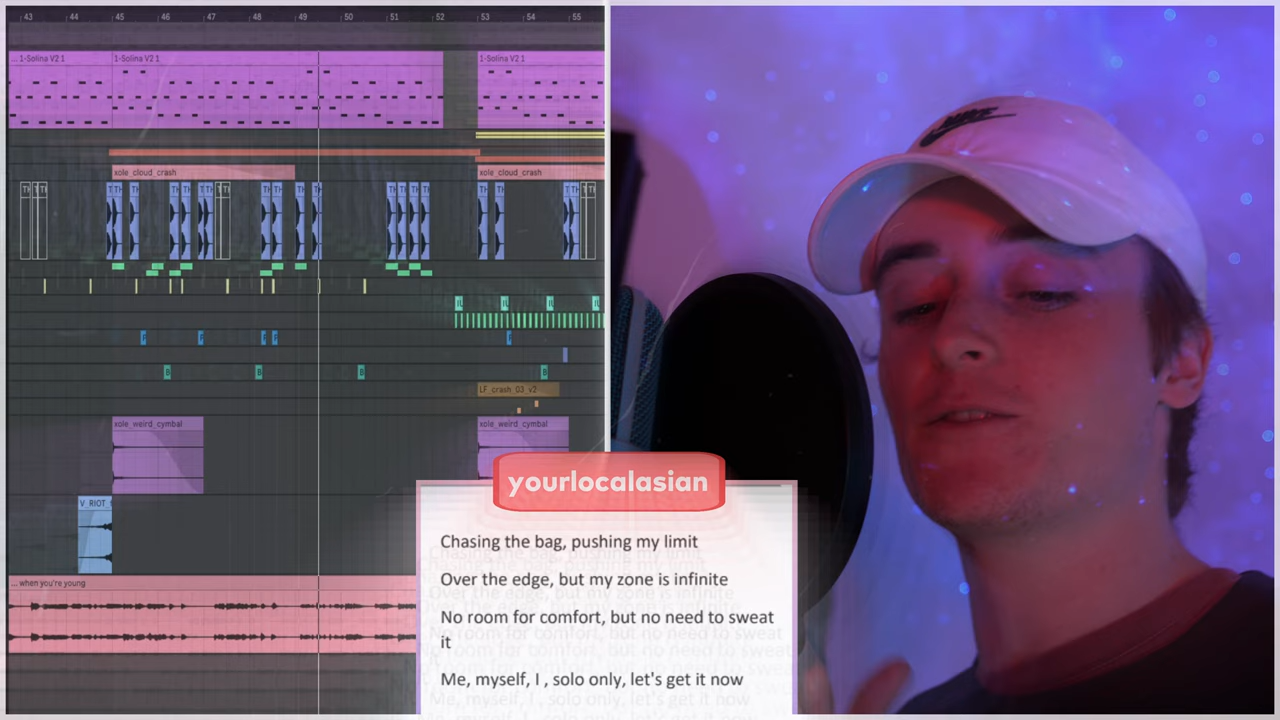 43 44 45 46 47 48 49 50 51 52 53 54 55
... 1-Solina V2 1 1-Solina V2 1 1-Solina V2 1
xole_cloud_crash xole_cloud_crash
LF_crash_03_v2
xole_weird_cymbal xole_weird_cymbal
V_RIOT_
... when you're young
NIKE
yourlocalasian
Chasing the bag, pushing my limit
Over the edge, but my zone is infinite
No room for comfort, but no need to sweat
it
Me, myself, I , solo only, let's get it now